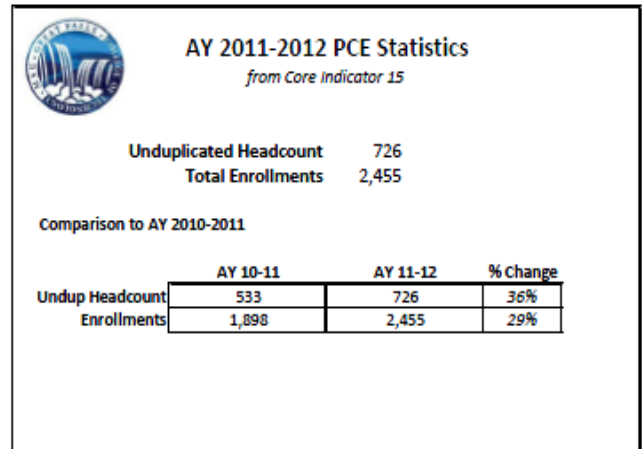 GREAT FALLS
AY 2011-2012 PCE Statistics
from Core Indicator 15
Unduplicated Headcount 726
Total Enrollments 2,455
Comparison to AY 2010-2011
AY 10-11 AY 11-12 % Change
Undup Headcount 533 726 36%
Enrollments 1,898 2,455 29%